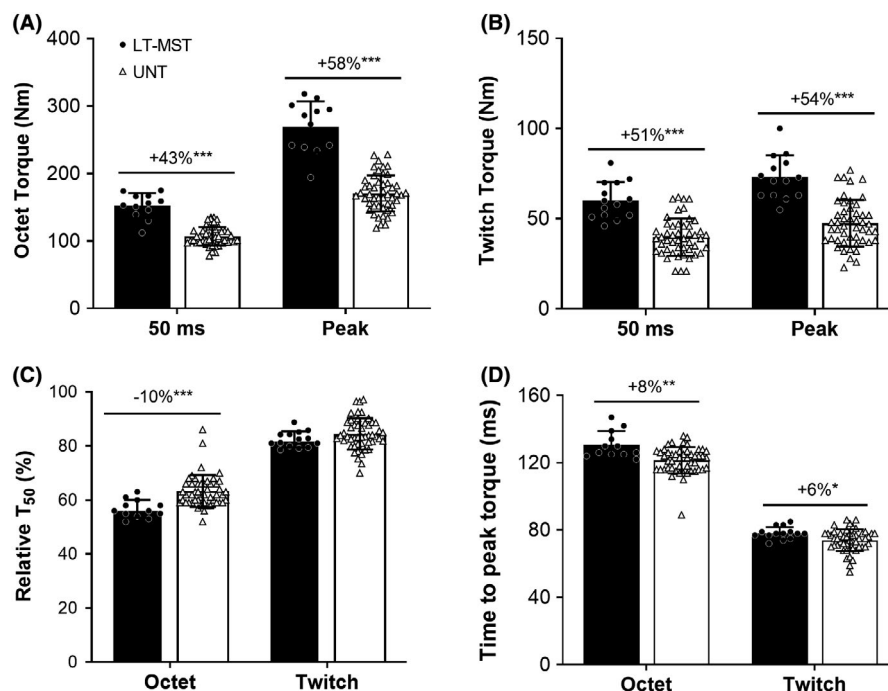 (A)
Octet Torque (Nm)
400
300
200
100
0
LT-MST
UNT
+43%***
+58%***
50 ms
Peak
(B)
Twitch Torque (Nm)
150
100
50
0
+51%***
+54%***
50 ms
Peak
(C)
Relative T50 (%)
100
80
60
40
20
0
-10%***
Octet
Twitch
(D)
Time to peak torque (ms)
160
120
80
40
0
+8%**
+6%*
Octet
Twitch